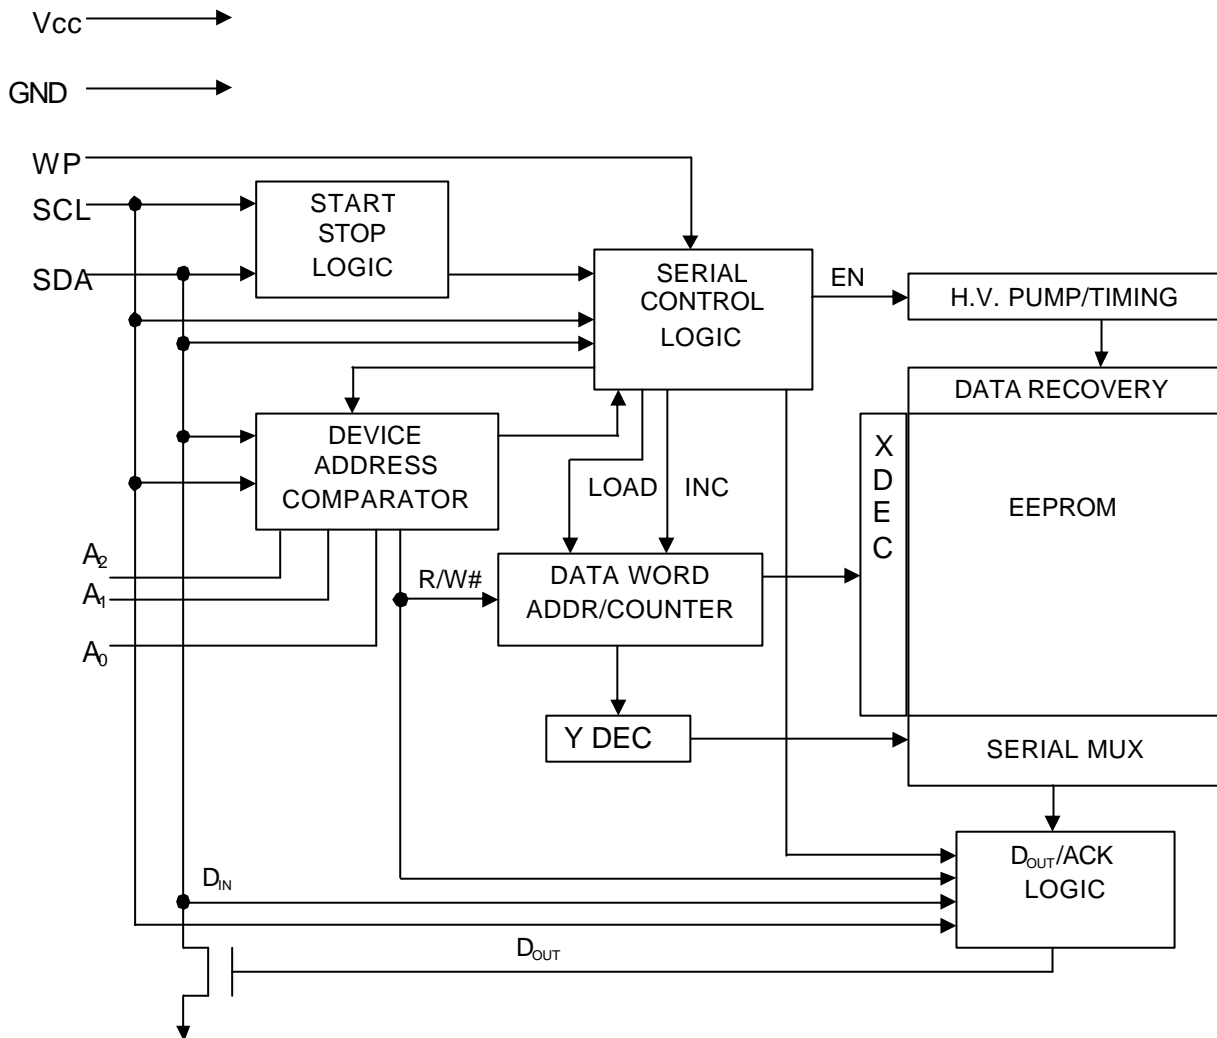 Vcc
GND
WP
SCL
SDA
START
STOP
LOGIC
SERIAL
CONTROL
LOGIC
EN
H.V. PUMP/TIMING
DATA RECOVERY
DEVICE
ADDRESS
COMPARATOR
LOAD
INC
X
D
E
C
EEPROM
A2
A1
A0
R/W#
DATA WORD
ADDR/COUNTER
Y DEC
SERIAL MUX
DOUT/ACK
LOGIC
DIN
DOUT